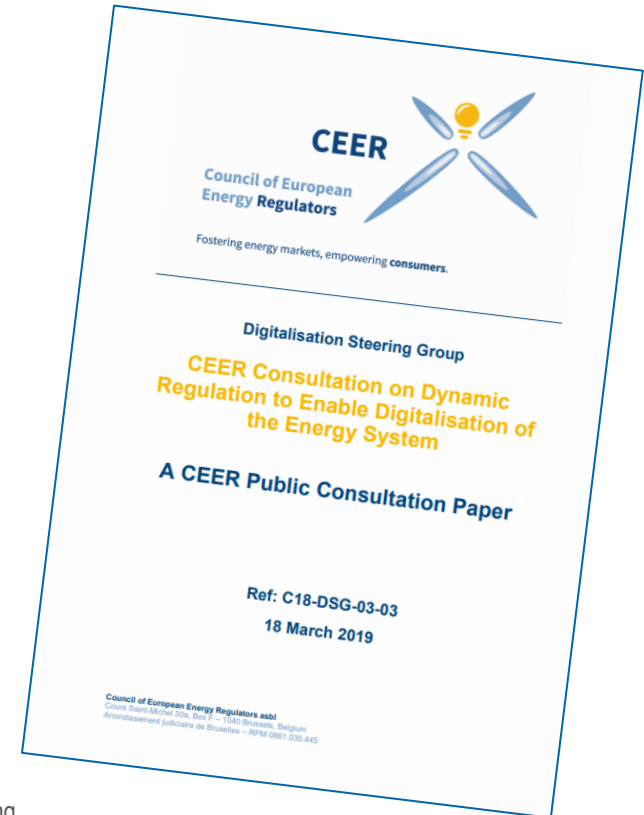 CEER
Council of European
Energy Regulators
Fostering energy markets, empowering consumers.
Digitalisation Steering Group
CEER Consultation on Dynamic
Regulation to Enable Digitalisation of
the Energy System
A CEER Public Consultation Paper
Ref: C18-DSG-03-03
18 March 2019
Council of European Energy Regulators asbl
Cours Saint-Michel 30a, Box F – 1040 Brussels, Belgium
Arrondissement judiciaire de Bruxelles – RPM 0861.035.445